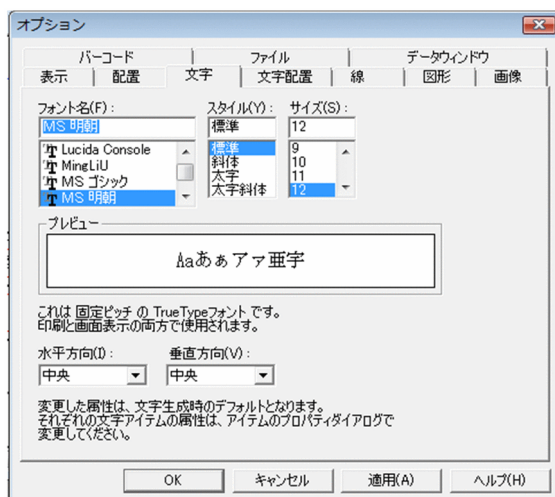 オプション
バーコード
ファイル
データウィンドウ
表示
配置
文字
文字配置
線
図形
画像
フォント名(F):
スタイル(Y):
サイズ(S):
MS 明朝
標準
12
Lucida Console
MingLiU
MS ゴシック
MS 明朝
標準
斜体
太字
太字斜体
9
10
11
12
プレビュー
Aaあぁアァ亜宇
これは 固定ピッチ の TrueTypeフォント です。
印刷と画面表示の両方で使用されます。
水平方向(I):
垂直方向(V):
中央
中央
変更した属性は、文字生成時のデフォルトとなります。
それぞれの文字アイテムの属性は、アイテムのプロパティダイアログで
変更してください。
OK
キャンセル
適用(A)
ヘルプ(H)